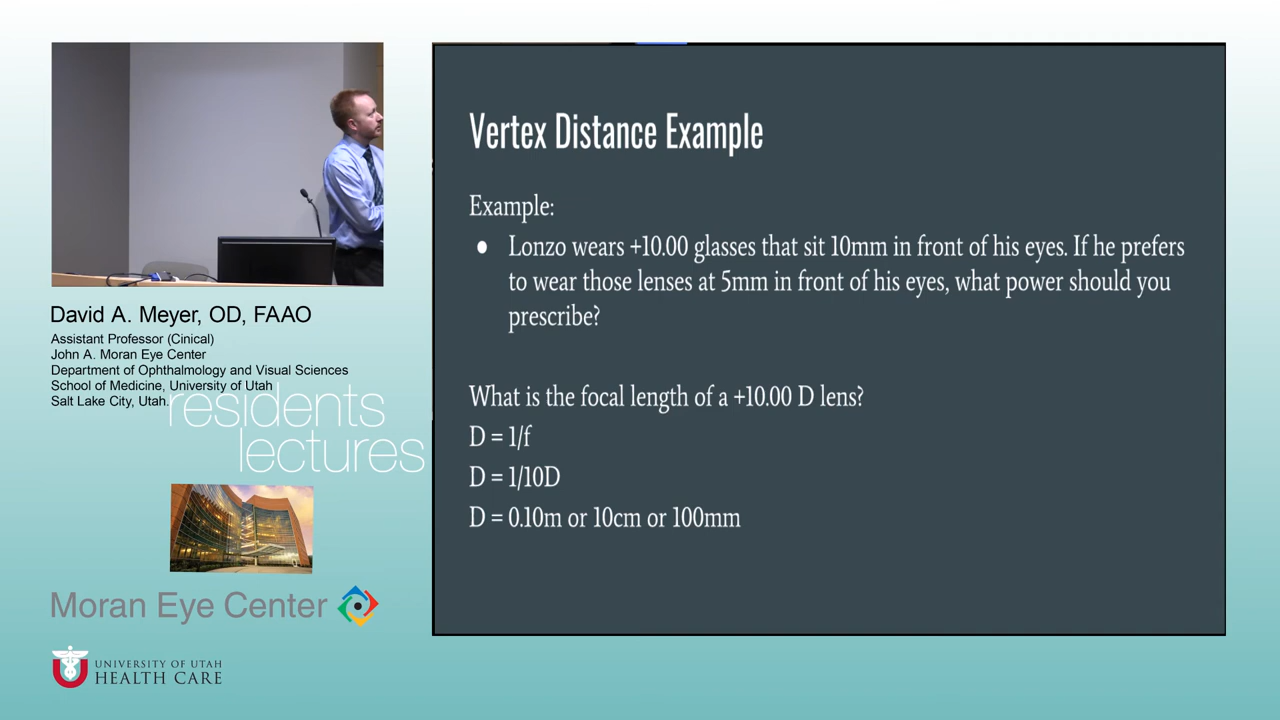 David A. Meyer, OD, FAAO
Assistant Professor (Cinical)
John A. Moran Eye Center
Department of Ophthalmology and Visual Sciences
School of Medicine, University of Utah
Salt Lake City, Utah.
residents
lectures
Moran Eye Center
UNIVERSITY OF UTAH
HEALTH CARE
Vertex Distance Example
Example:
● Lonzo wears +10.00 glasses that sit 10mm in front of his eyes. If he prefers
to wear those lenses at 5mm in front of his eyes, what power should you
prescribe?
What is the focal length of a +10.00 D lens?
D = 1/f
D = 1/10D
D = 0.10m or 10cm or 100mm